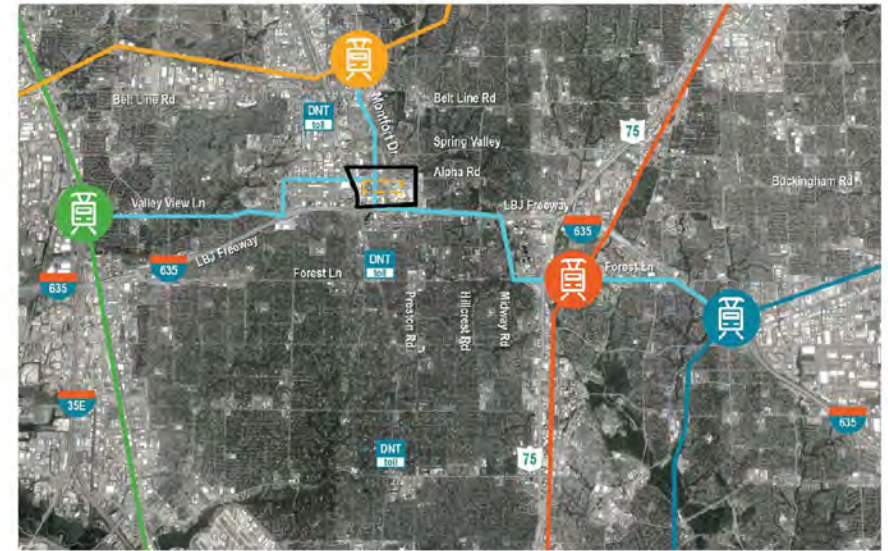 Belt Line Rd
DNT
toll
Montfort Dr
Belt Line Rd
75
Spring Valley
Alpha Rd
Buckingham Rd
Valley View Ln
LBJ Freeway
LBJ Freeway
635
DNT
toll
635
635
Forest Ln
Forest Ln
Preston Rd
Hillcrest Rd
Midway Rd
35E
635
DNT
toll
75